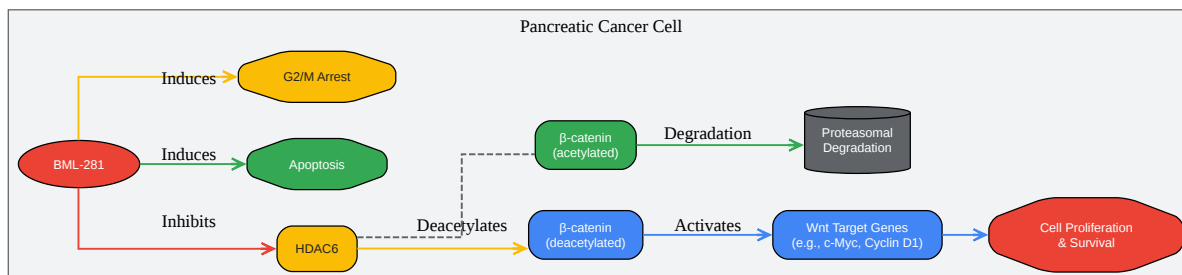 Pancreatic Cancer Cell
Induces
G2/M Arrest
β-catenin
(acetylated)
Degradation
Proteasomal
Degradation
BML-281
Induces
Apoptosis
Inhibits
HDAC6
Deacetylates
β-catenin
(deacetylated)
Activates
Wnt Target Genes
(e.g., c-Myc, Cyclin D1)
Cell Proliferation
& Survival